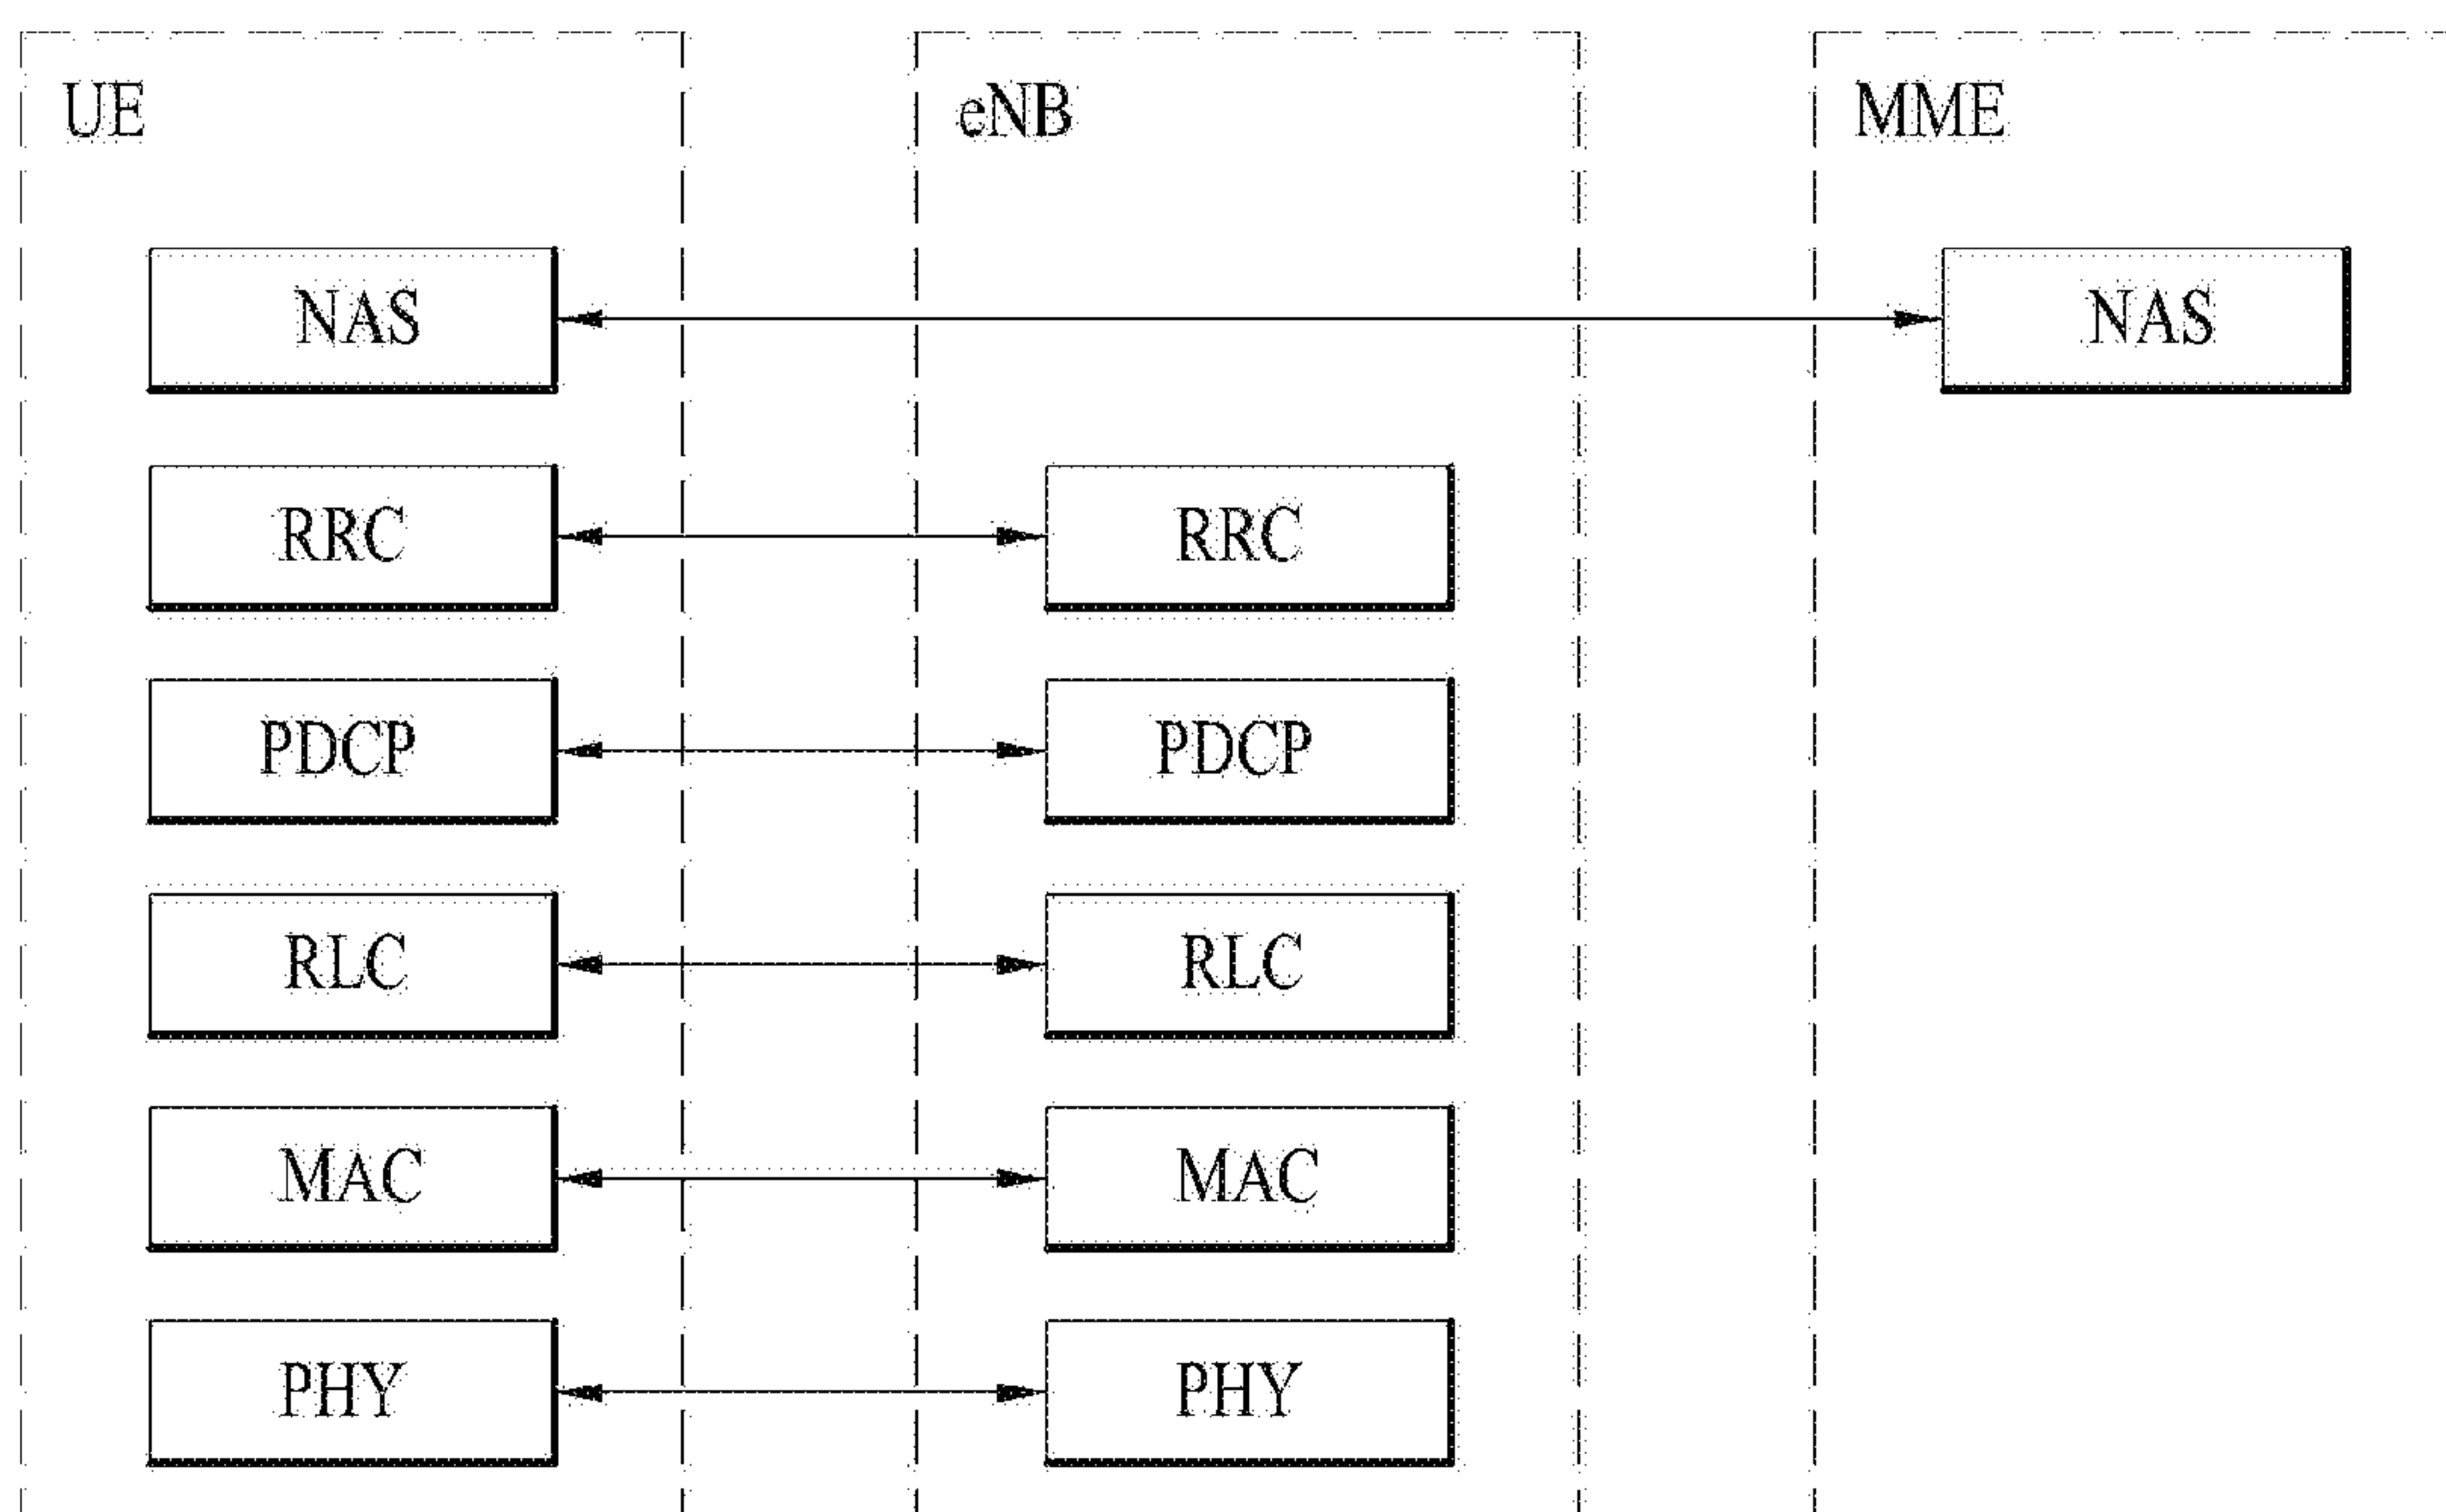 UE eNB MME
NAS NAS
RRC RRC
PDCP PDCP
RLC RLC
MAC MAC
PHY PHY